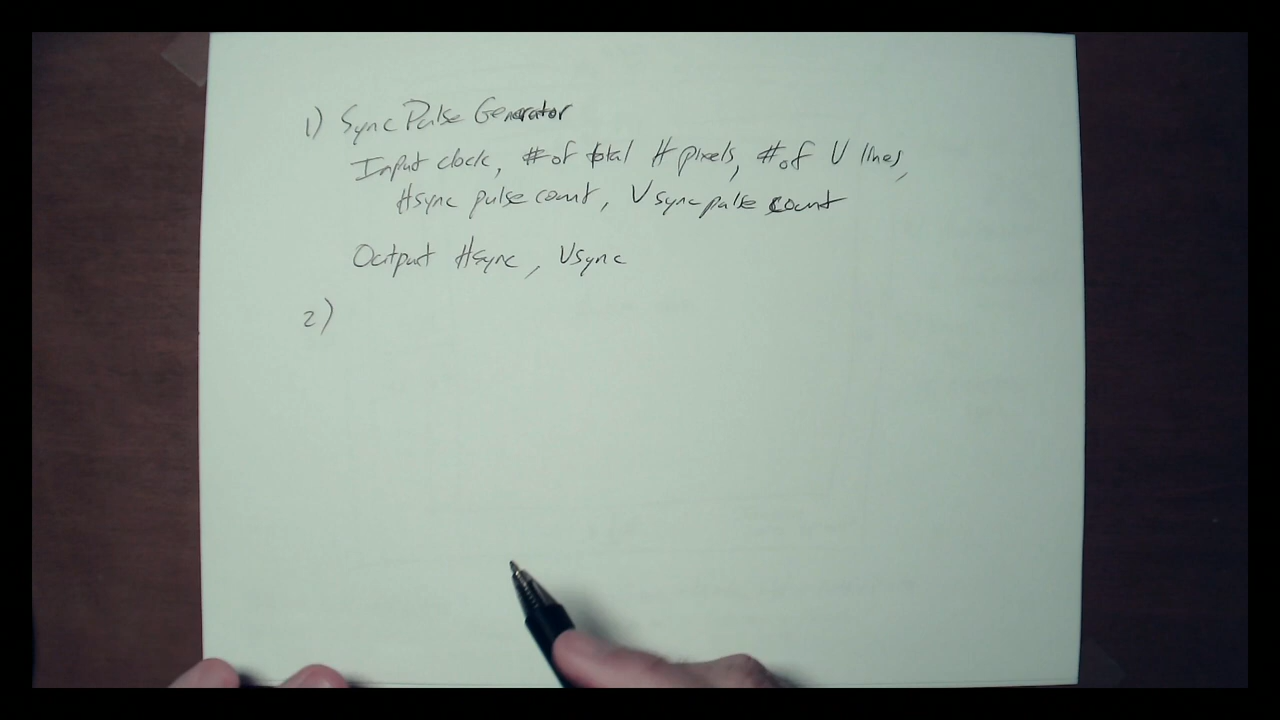 1) Sync Pulse Generator
Input clock, # of total H pixels, # of V lines,
Hsync pulse count, V sync pulse count
Output Hsync, Vsync
2)